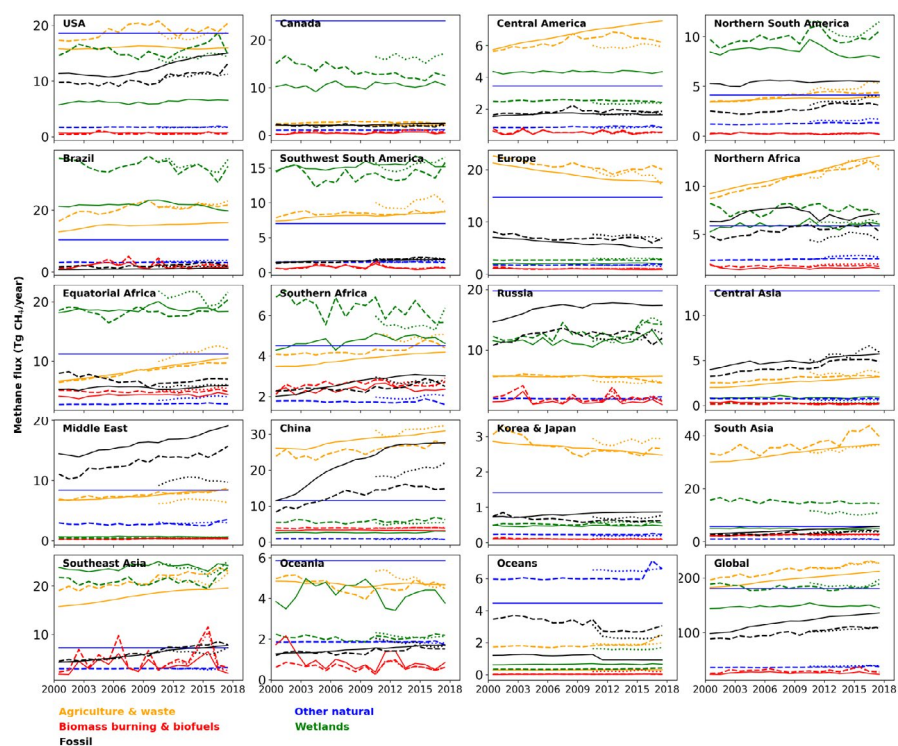 USA
20
10
0
Canada
20
10
0
Central America
6
4
2
Northern South America
10
5
0
Brazil
20
0
Southwest South America
15
10
5
0
Europe
20
10
0
Northern Africa
10
5
Equatorial Africa
20
10
Southern Africa
6
4
2
Russia
20
10
Central Asia
10
5
0
Methane flux (Tg CH₄/year)
Middle East
20
10
0
China
30
20
10
0
Korea & Japan
3
2
1
0
South Asia
40
20
0
Southeast Asia
20
10
Oceania
6
4
2
0
Oceans
6
4
2
0
Global
200
100
2000 2003 2006 2009 2012 2015 2018
2000 2003 2006 2009 2012 2015 2018
2000 2003 2006 2009 2012 2015 2018
2000 2003 2006 2009 2012 2015 2018
Agriculture & waste
Biomass burning & biofuels
Fossil
Other natural
Wetlands